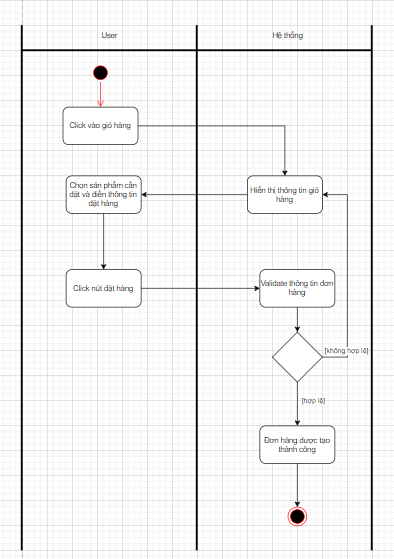 User
Hệ thống
Click vào giỏ hàng
Chọn sản phẩm cần
đặt và điền thông tin
đặt hàng
Hiển thị thông tin giỏ
hàng
Click nút đặt hàng
Validate thông tin đơn
hàng
[không hợp lệ]
[hợp lệ]
Đơn hàng được tạo
thành công